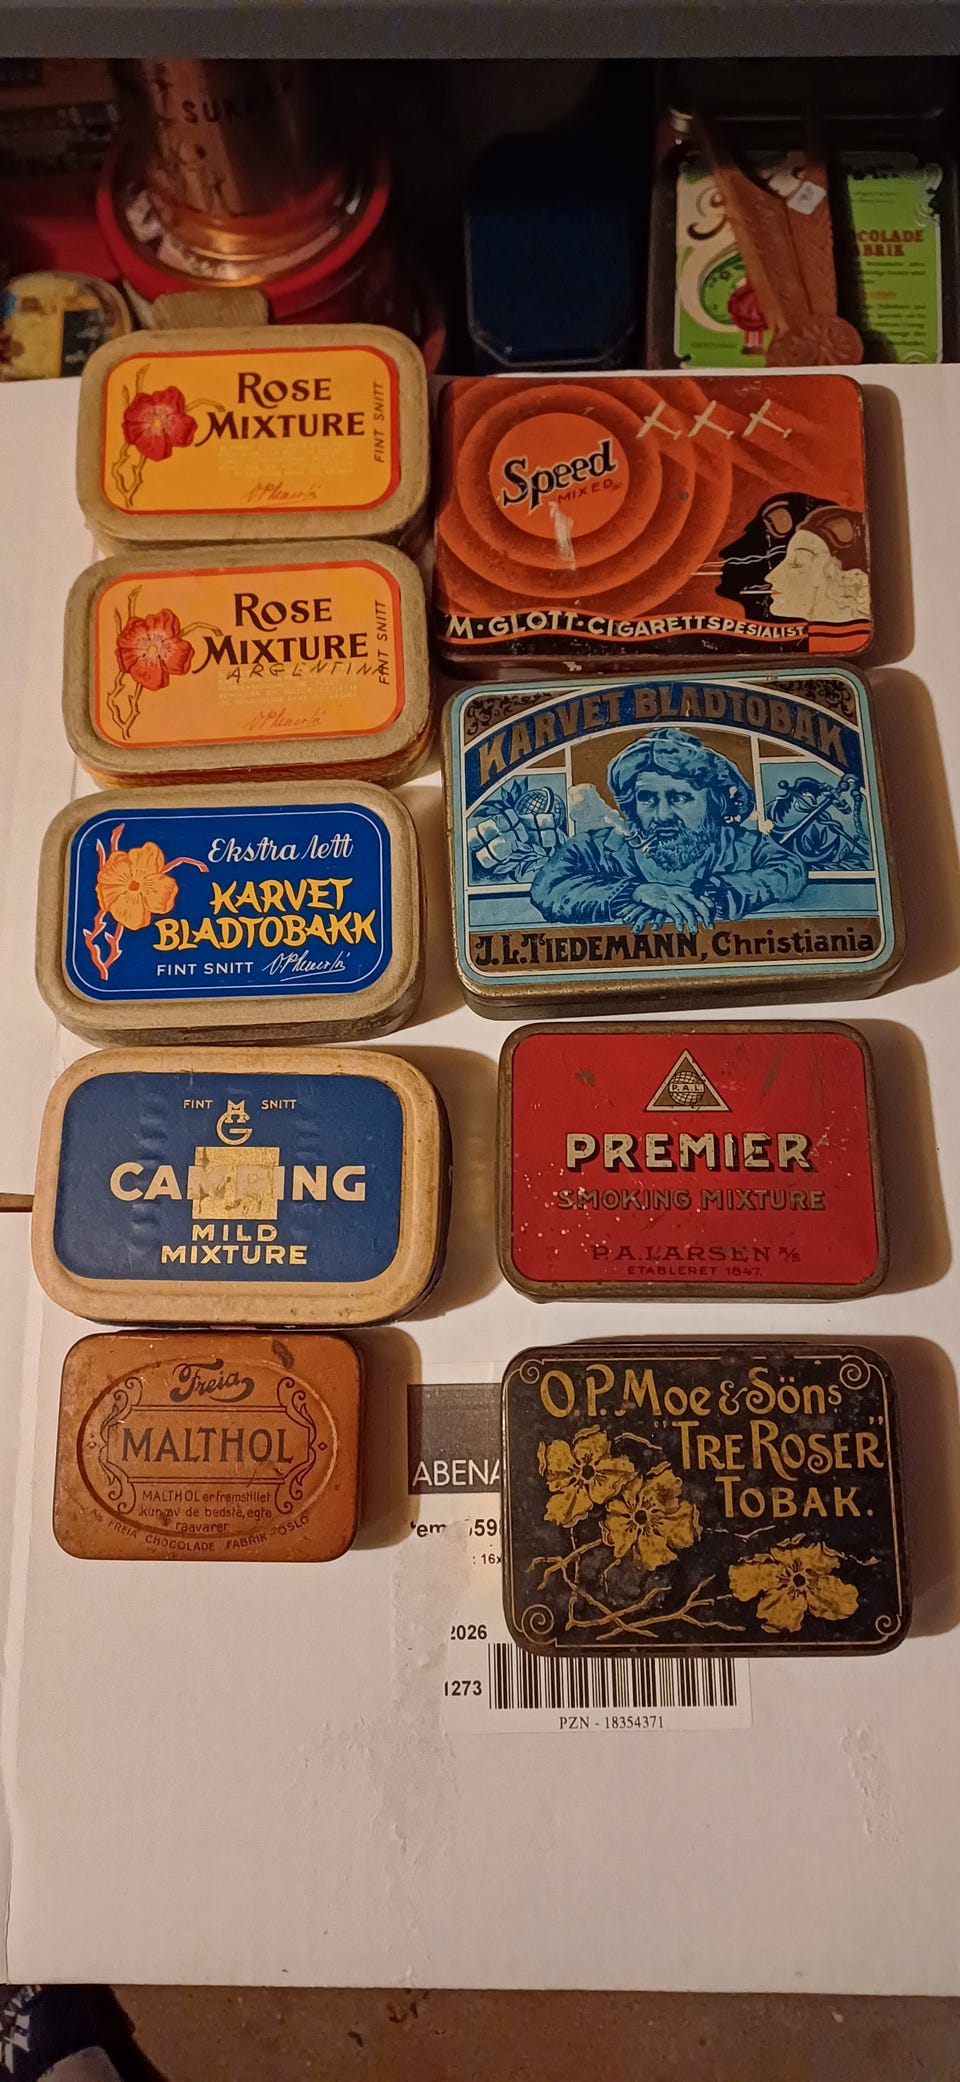 SUK
COLADE
BRIK
ROSE
MIXTURE
FINT SNITT
ROSE
MIXTURE
FINT SNITT
ARGENTINA
Ekstra lett
KARVET
BLADTOBAKK
FINT SNITT
FINT SNITT
CAMPING
MILD
MIXTURE
Freia
MALTHOL
MALTHOL er fremstillet
kun av de bedste, egte
raavarer
A/S FREIA CHOCOLADE FABRIK OSLO
Speed
MIXED
M·GLOTT·CIGARETTSPESIALIST
KARVET BLADTOBAK
J.L.TIEDEMANN, Christiania
P.A.L.
PREMIER
SMOKING MIXTURE
P.A.LARSEN A/S
ETABLERET 1847.
O.P. Moe & Söns
"TRE ROSER"
TOBAK.
ABENA
2026
1273
PZN - 18354371